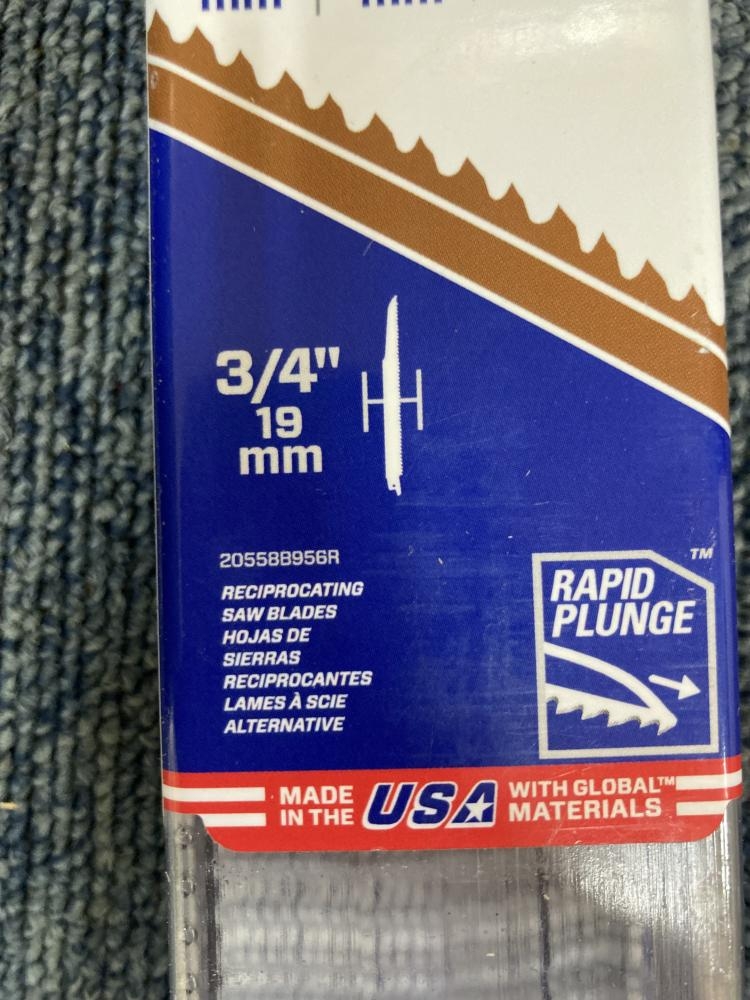 3/4"
19
mm
20558B956R
RECIPROCATING
SAW BLADES
HOJAS DE
SIERRAS
RECIPROCANTES
LAMES À SCIE
ALTERNATIVE
RAPID
PLUNGE
TM
MADE
IN THE
USA
WITH GLOBAL™
MATERIALS